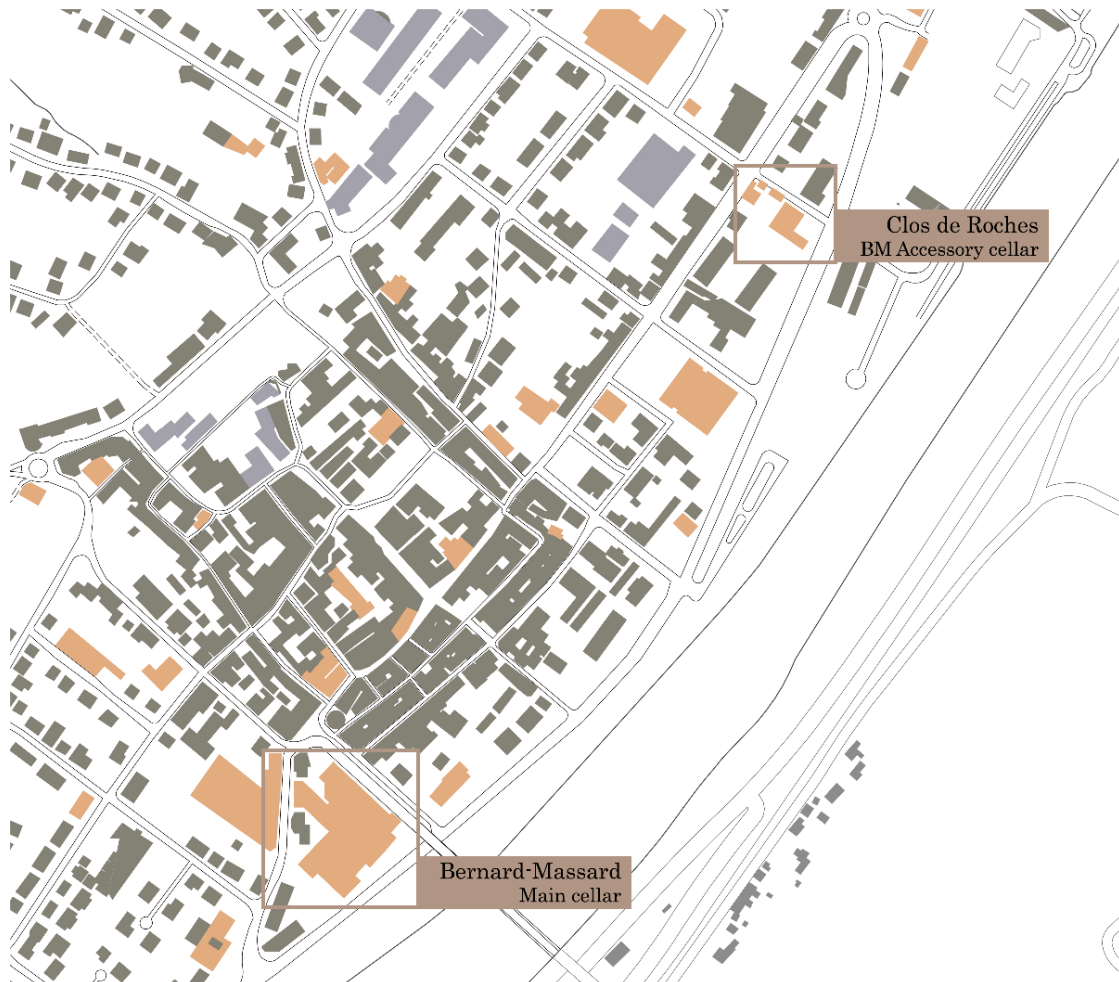 Clos de Roches
BM Accessory cellar
Bernard-Massard
Main cellar